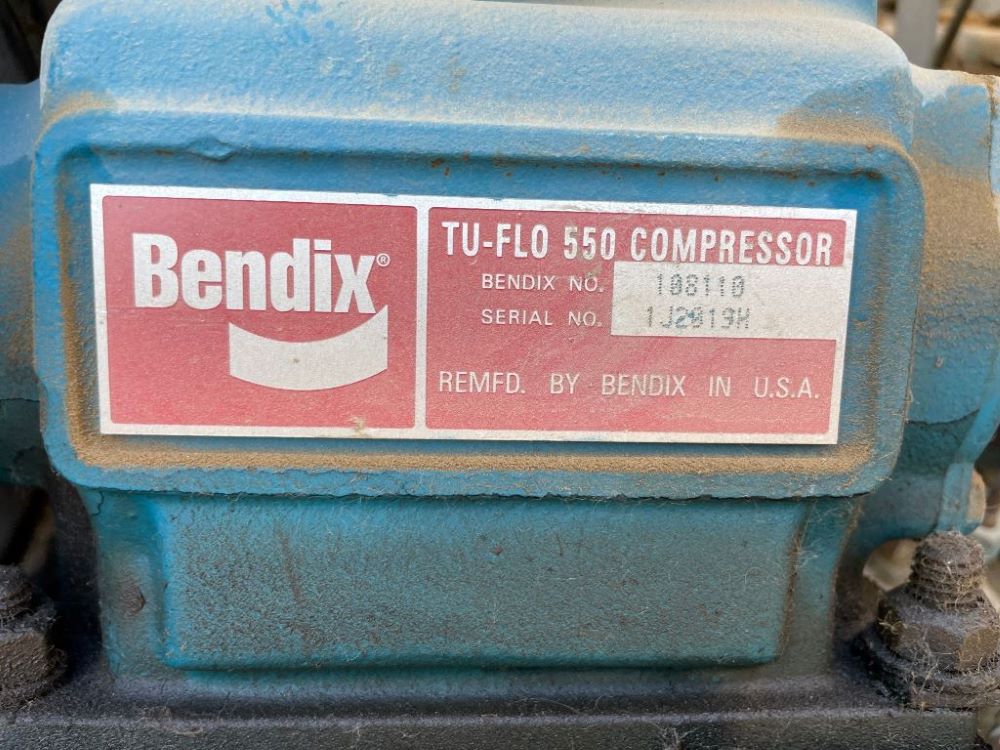 Bendix®
TU-FLO 550 COMPRESSOR
BENDIX NO. 108110
SERIAL NO. 1J2019H
REMFD. BY BENDIX IN U.S.A.